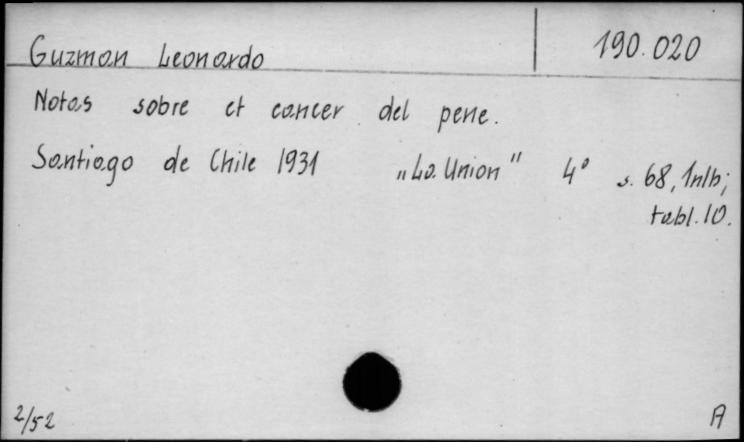 Guzman Leonardo 190.020
Notas sobre et cancer del pene.
Santiago de Chile 1931 „La Union" 4° s. 68, 1nlb;
tabl. 10.
2/52 A